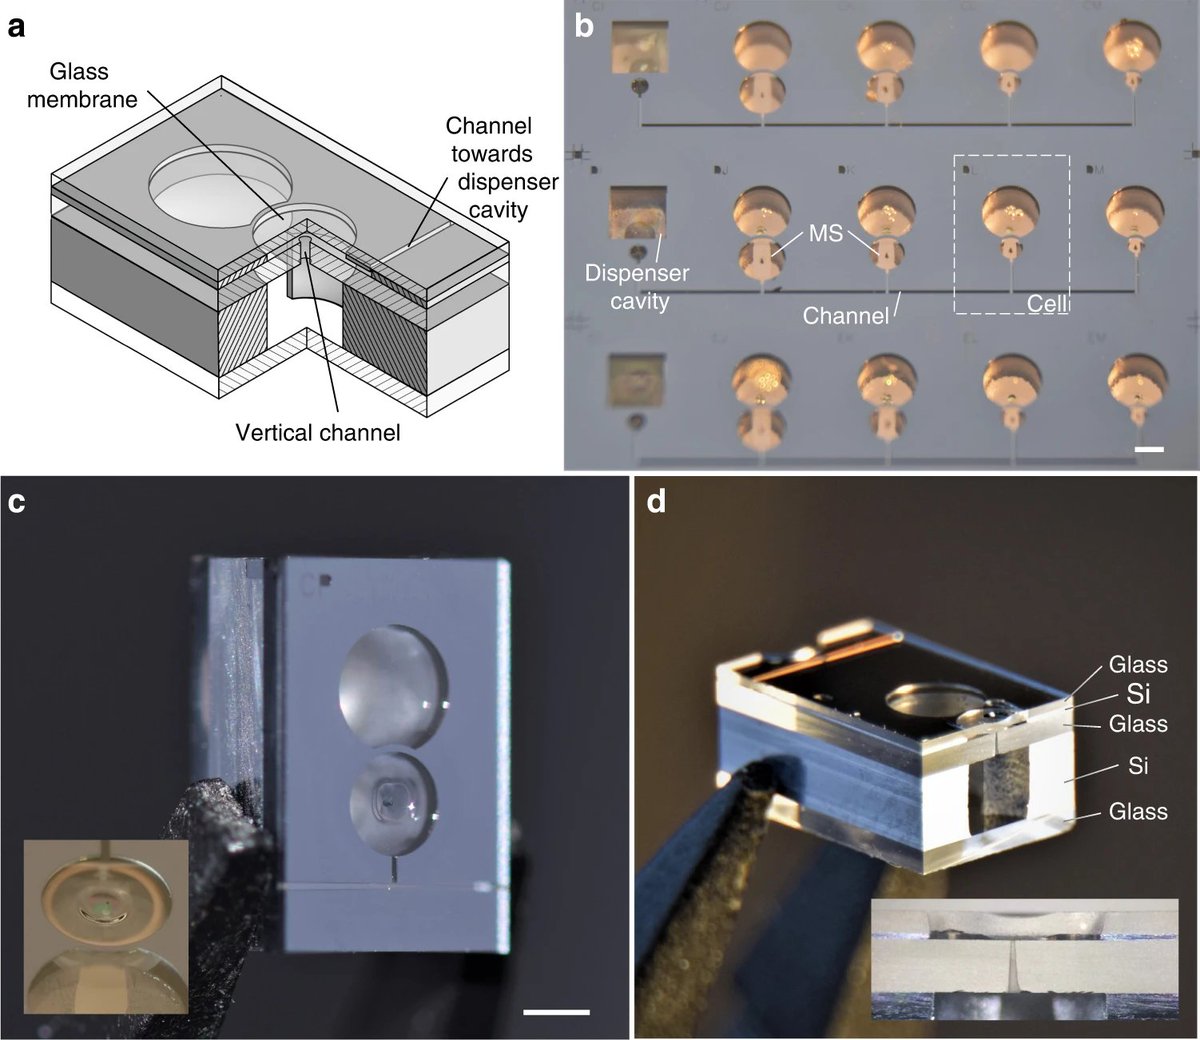 a
Glass
membrane
Channel
towards
dispenser
cavity
Vertical channel
b
MS
Dispenser
cavity
Channel
Cell
c
d
Glass
Si
Glass
Si
Glass